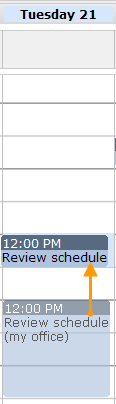 Tuesday 21
12:00 PM
Review schedule
12:00 PM
Review schedule
(my office)